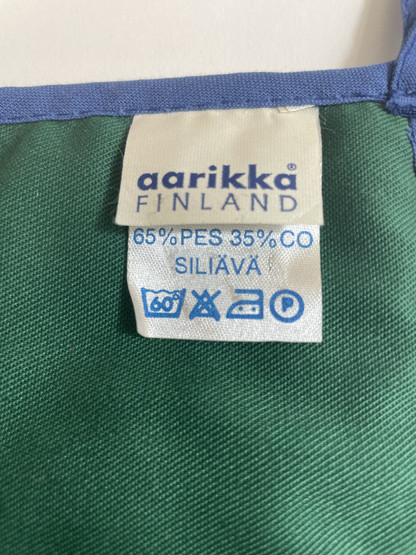 aarikka®
FINLAND
65% PES 35% CO
SILIÄVÄ
60° P